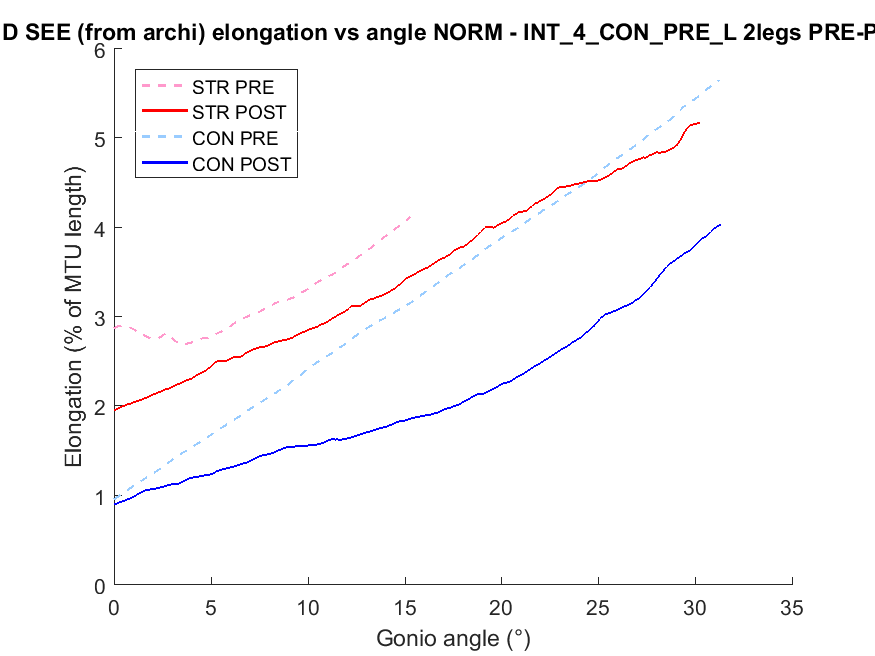 D SEE (from archi) elongation vs angle NORM - INT_4_CON_PRE_L 2legs PRE-P
6
STR PRE
STR POST
CON PRE
CON POST
5
4
3
2
1
0
Elongation (% of MTU length)
0 5 10 15 20 25 30 35
Gonio angle (°)